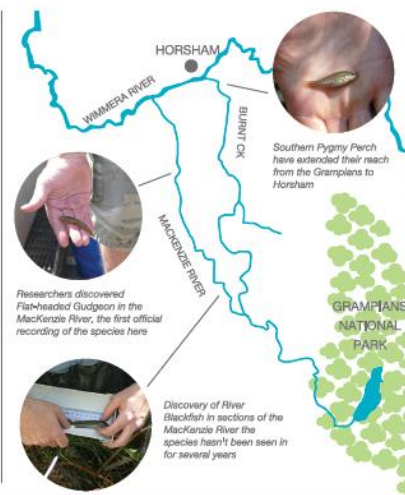 HORSHAM
WIMMERA RIVER
BURNT CK
Southern Pygmy Perch
have extended their reach
from the Grampians to
Horsham
MACKENZIE RIVER
Researchers discovered
Flat-headed Gudgeon in the
MacKenzie River, the first official
recording of the species here
GRAMPIANS
NATIONAL
PARK
Discovery of River
Blackfish in sections of the
MacKenzie River the
species hasn't been seen in
for several years